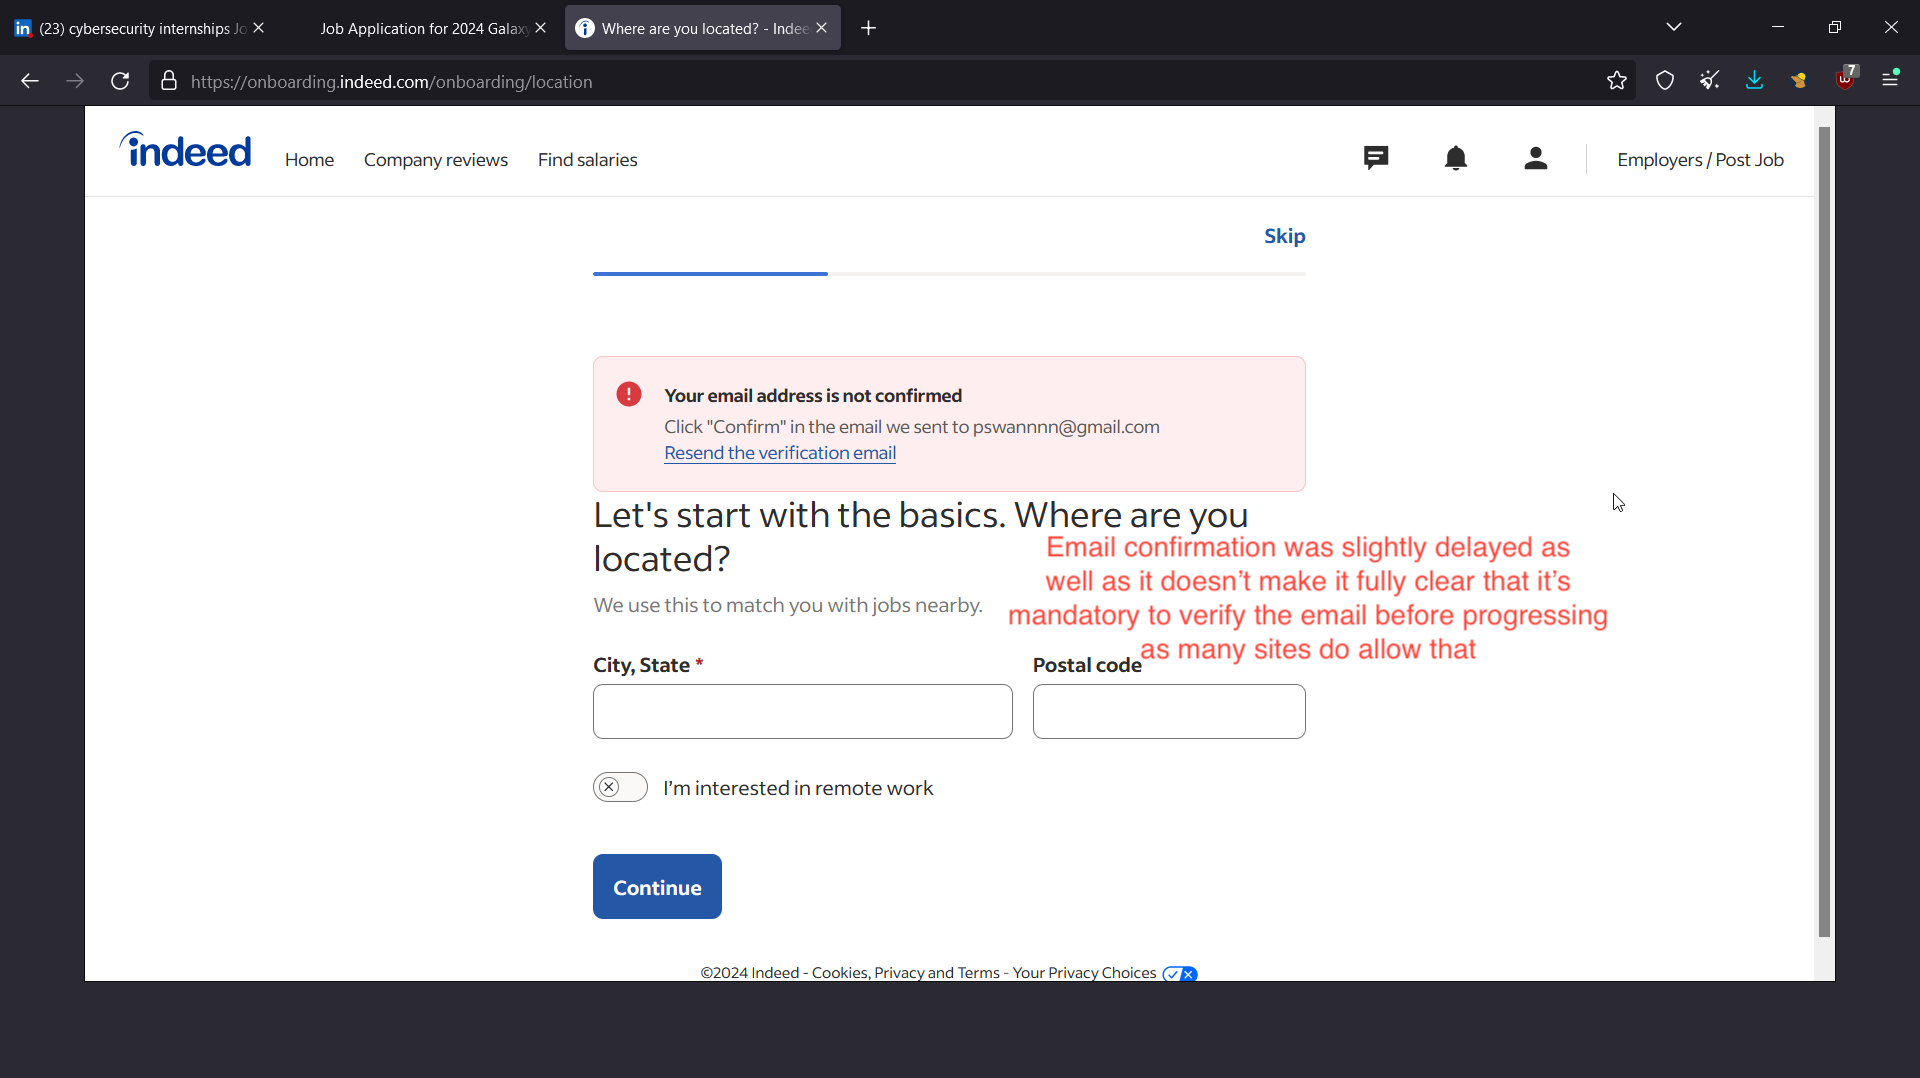 (23) cybersecurity internships Jo
Job Application for 2024 Galaxy
Where are you located? - Indee
https://onboarding.indeed.com/onboarding/location
7
indeed
Home
Company reviews
Find salaries
Employers / Post Job
Skip
Your email address is not confirmed
Click "Confirm" in the email we sent to pswannnn@gmail.com
Resend the verification email
Let's start with the basics. Where are you
located?
We use this to match you with jobs nearby.
Email confirmation was slightly delayed as
well as it doesn’t make it fully clear that it’s
mandatory to verify the email before progressing
as many sites do allow that
City, State *
Postal code
I’m interested in remote work
Continue
©2024 Indeed - Cookies, Privacy and Terms - Your Privacy Choices